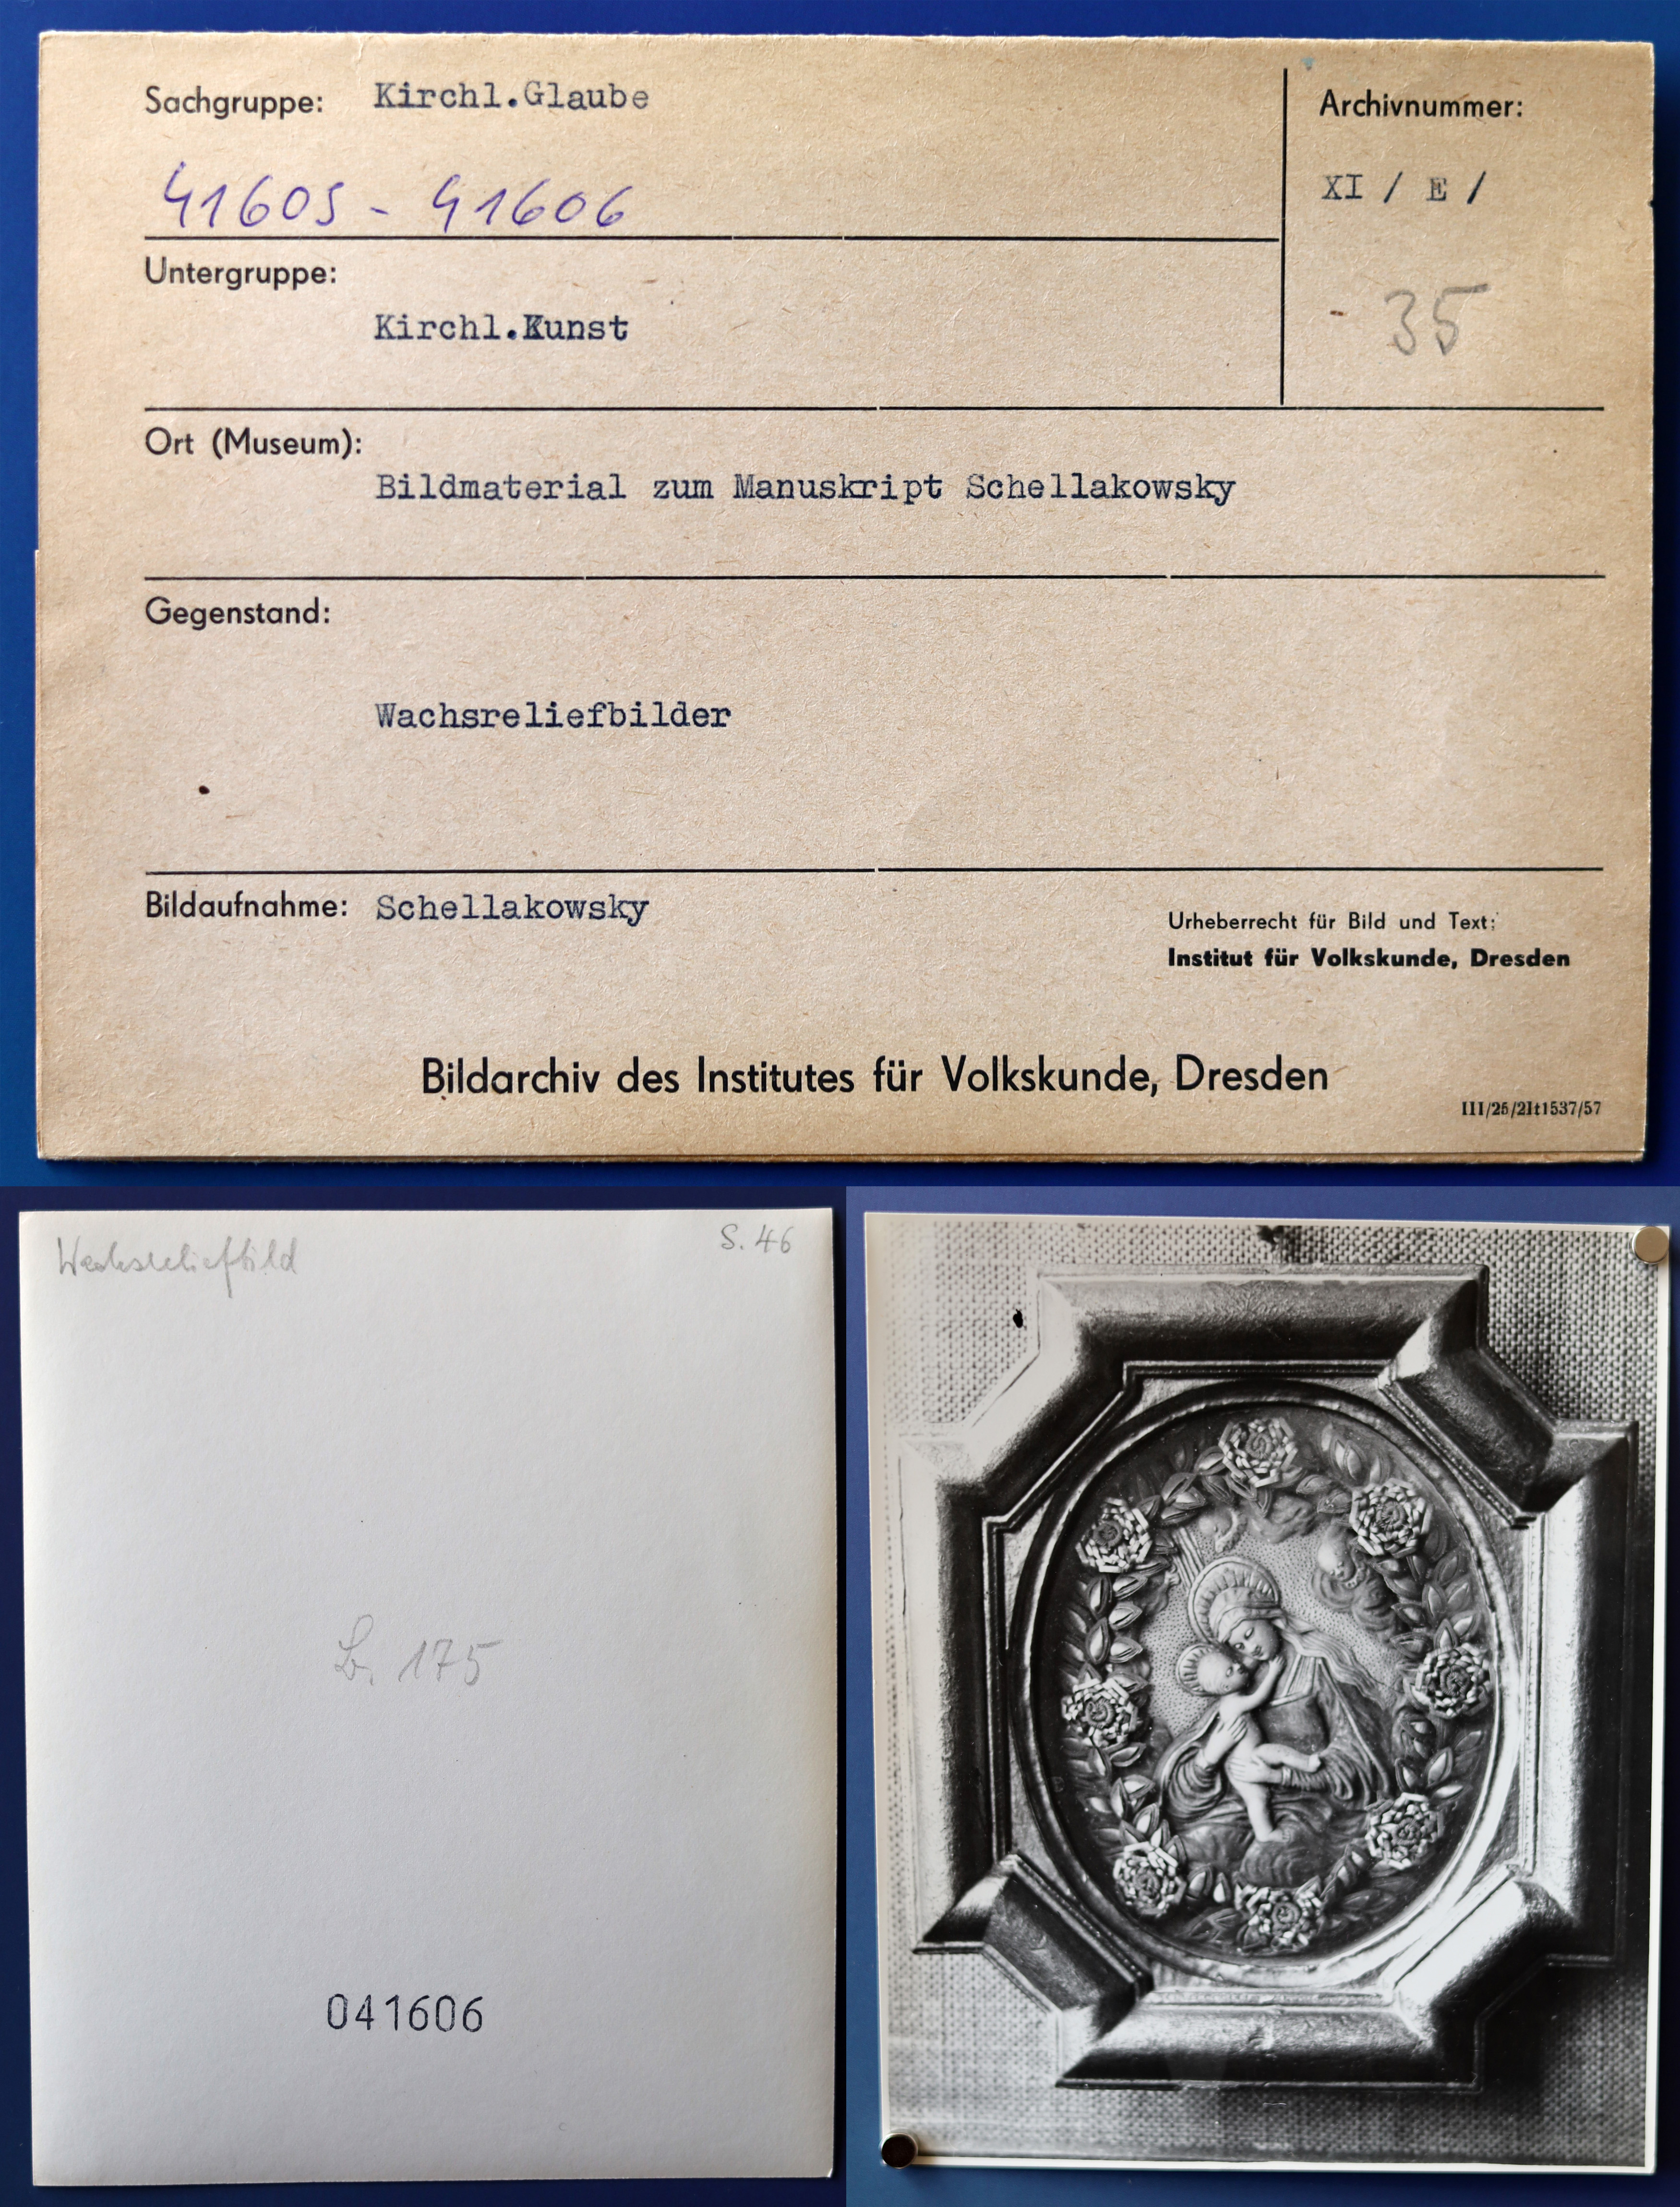 Sachgruppe: Kirchl.Glaube
41605 - 41606
Archivnummer:
XI / E /
35
Untergruppe:
Kirchl.Kunst
Ort (Museum):
Bildmaterial zum Manuskript Schellakowsky
Gegenstand:
Wachsreliefbilder
Bildaufnahme: Schellakowsky
Urheberrecht für Bild und Text:
Institut für Volkskunde, Dresden
Bildarchiv des Institutes für Volkskunde, Dresden
III/25/2It1537/57
Wachsreliefbild
S. 46
B. 175
041606